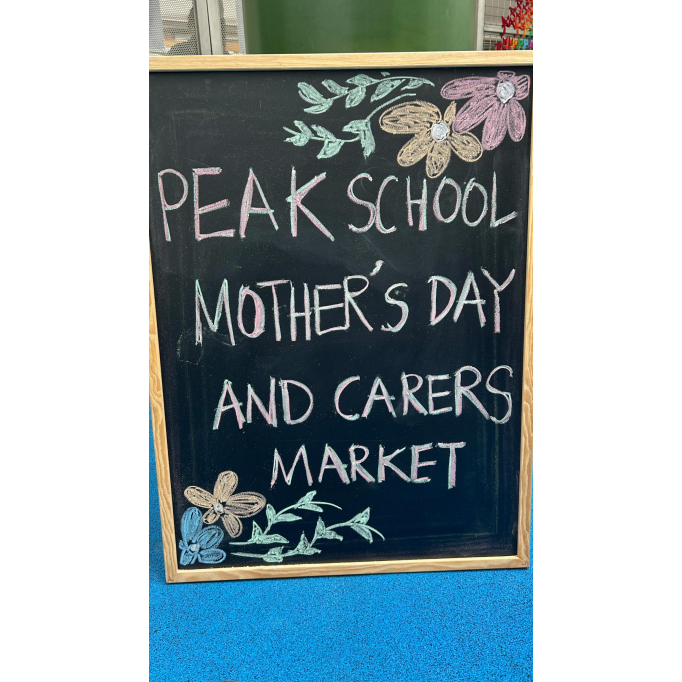 PEAK SCHOOL
MOTHER'S DAY
AND CARERS
MARKET